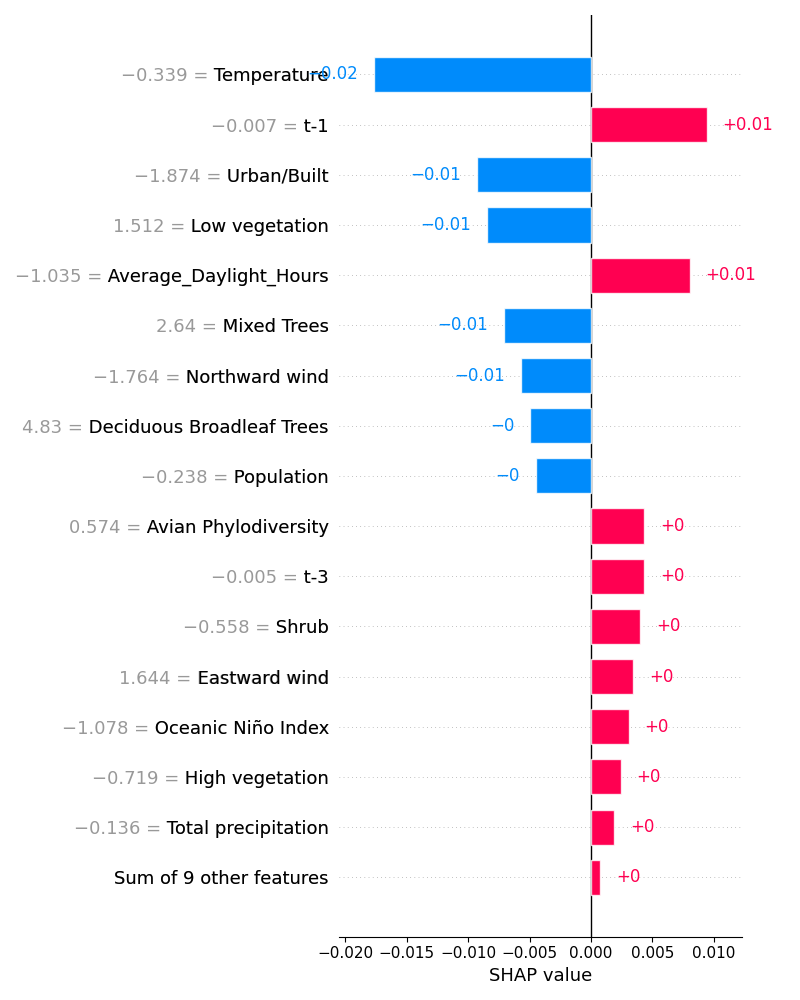 −0.339 = Temperature −0.02
−0.007 = t-1 +0.01
−1.874 = Urban/Built −0.01
1.512 = Low vegetation −0.01
−1.035 = Average_Daylight_Hours +0.01
2.64 = Mixed Trees −0.01
−1.764 = Northward wind −0.01
4.83 = Deciduous Broadleaf Trees −0
−0.238 = Population −0
0.574 = Avian Phylodiversity +0
−0.005 = t-3 +0
−0.558 = Shrub +0
1.644 = Eastward wind +0
−1.078 = Oceanic Niño Index +0
−0.719 = High vegetation +0
−0.136 = Total precipitation +0
Sum of 9 other features +0
−0.020 −0.015 −0.010 −0.005 0.000 0.005 0.010
SHAP value